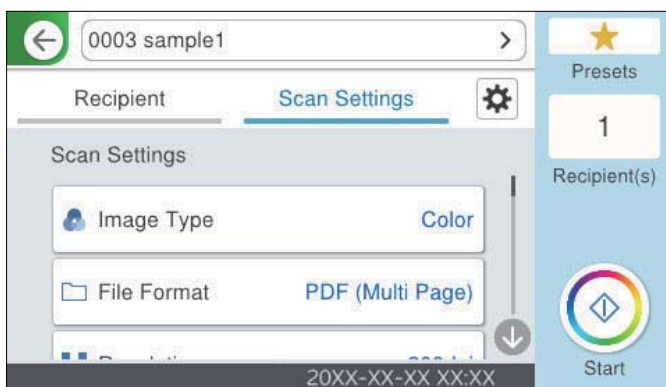 0003 sample1
Presets
Recipient
Scan Settings
1
Recipient(s)
Scan Settings
Image Type
Color
File Format
PDF (Multi Page)
20XX-XX-XX XX:XX
Start